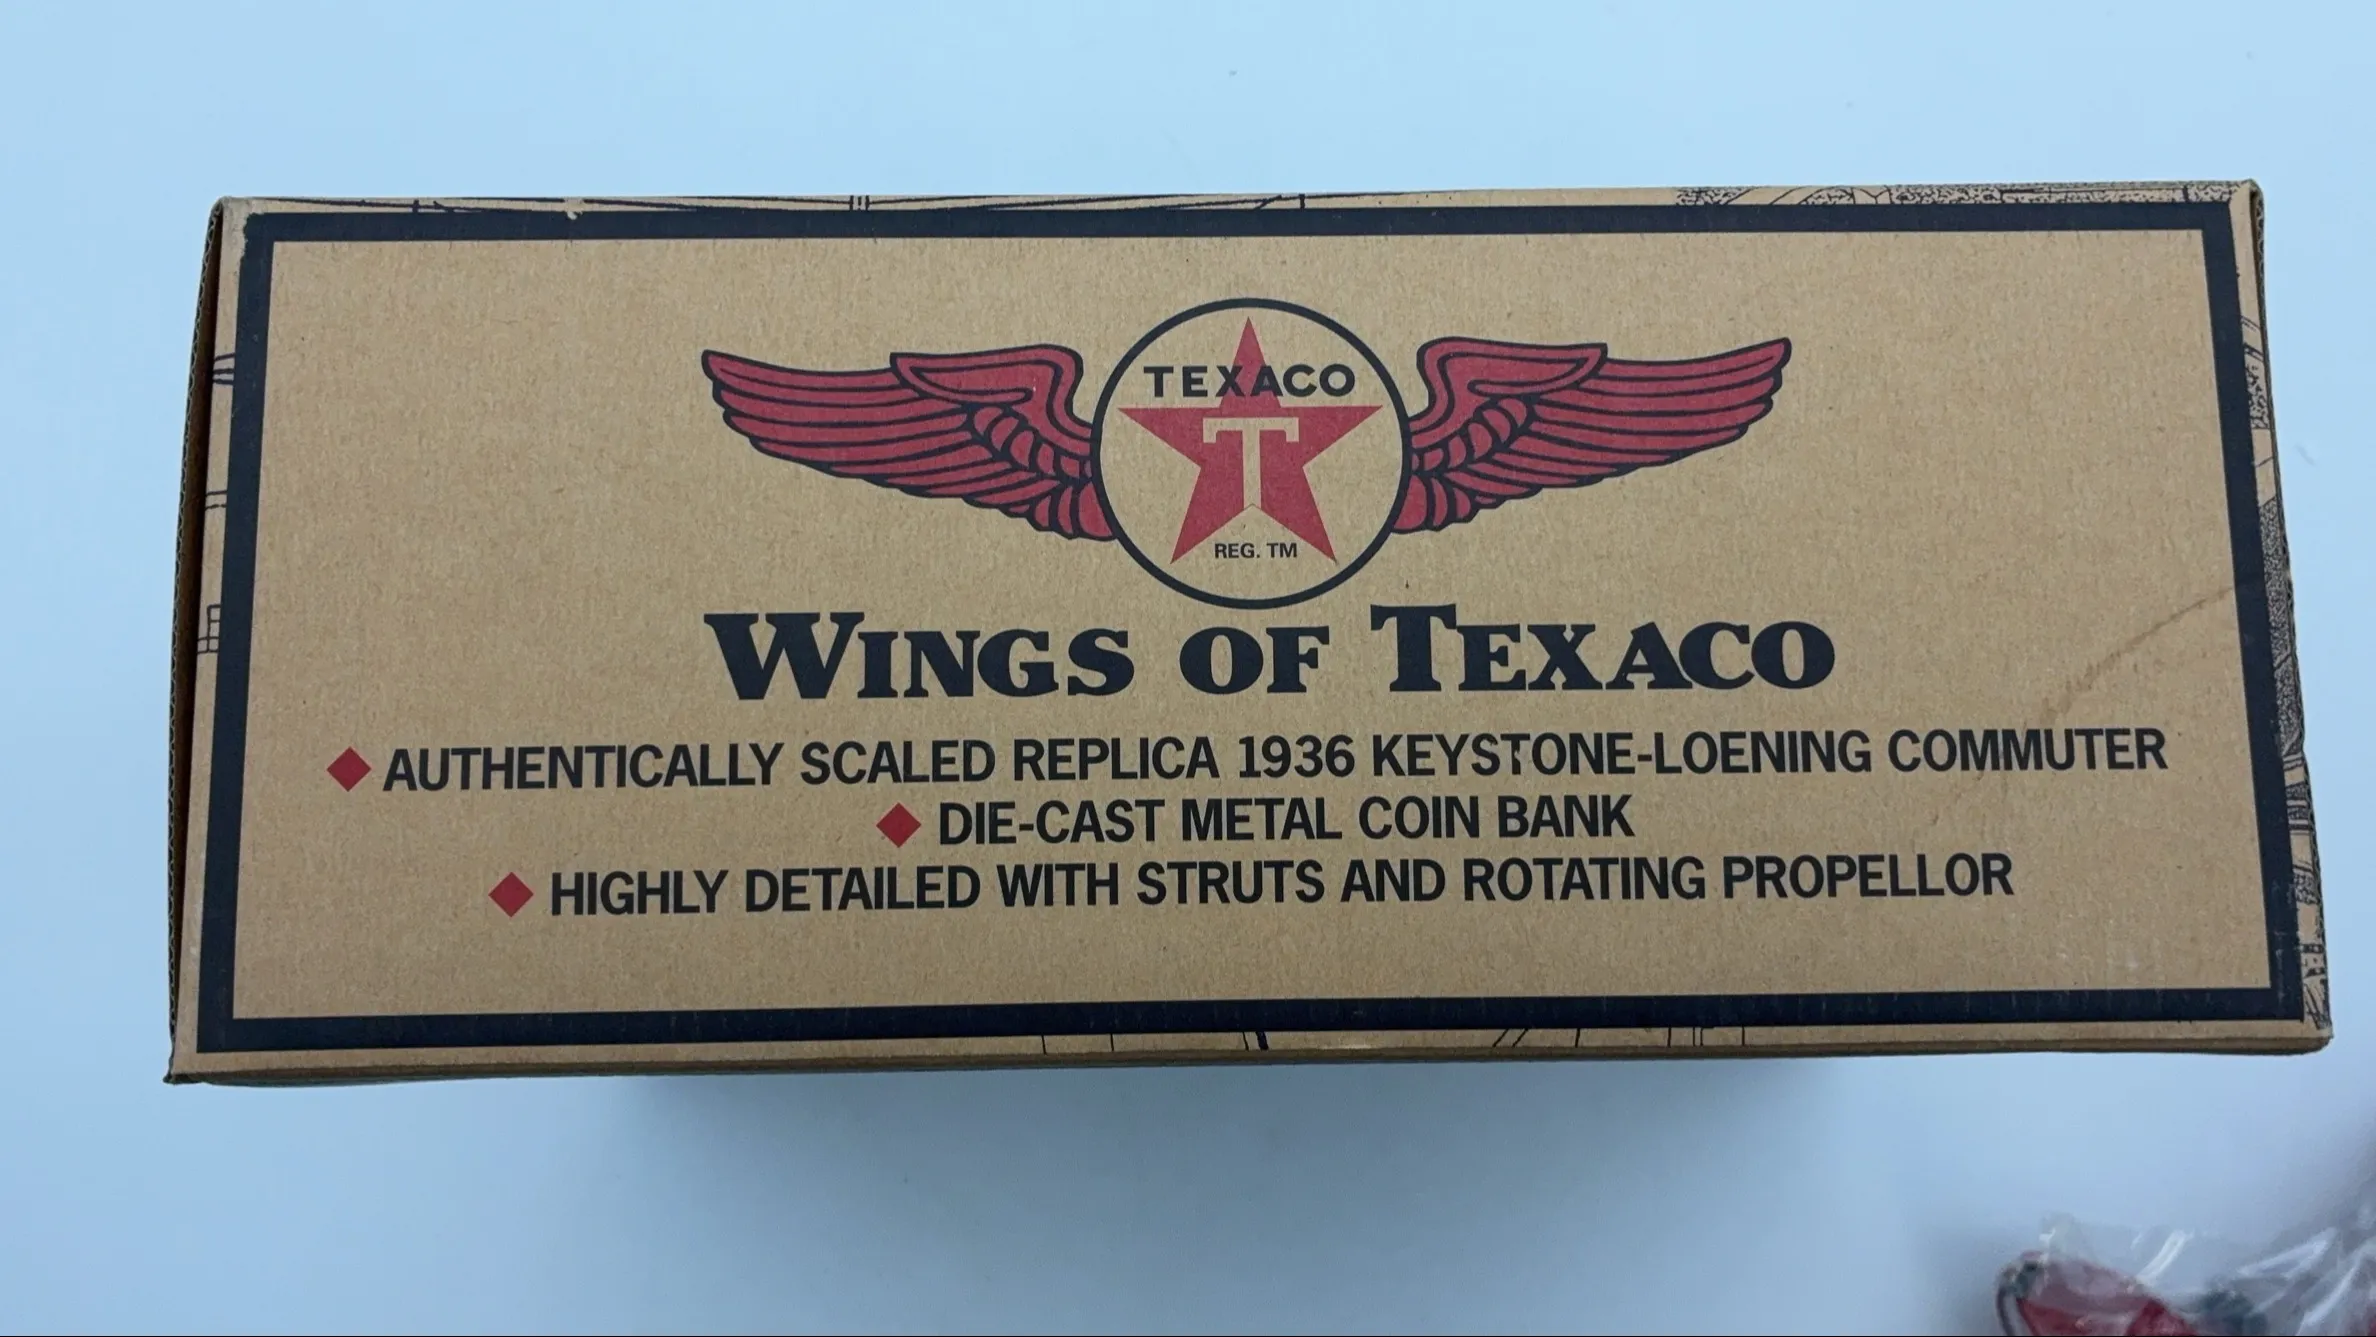 TEXACO
T
REG. TM
WINGS OF TEXACO
AUTHENTICALLY SCALED REPLICA 1936 KEYSTONE-LOENING COMMUTER
DIE-CAST METAL COIN BANK
HIGHLY DETAILED WITH STRUTS AND ROTATING PROPELLOR